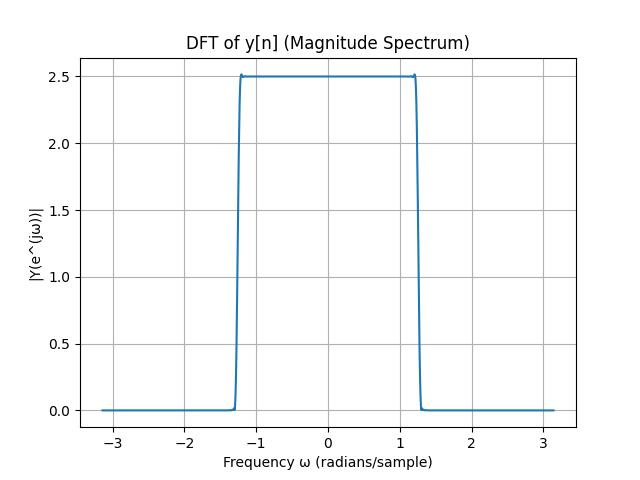 DFT of y[n] (Magnitude Spectrum)
|Y(e^(jω))|
2.5
2.0
1.5
1.0
0.5
0.0
−3 −2 −1 0 1 2 3
Frequency ω (radians/sample)